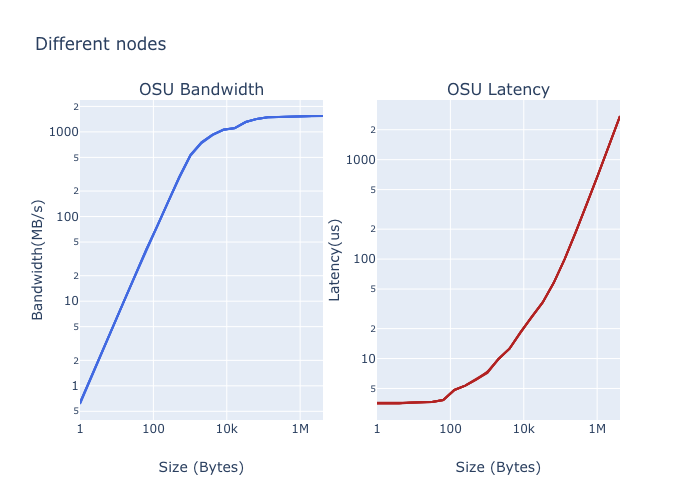 Different nodes
OSU Bandwidth
2
1000
5
2
100
5
2
10
5
2
1
5
1
100
10k
1M
Size (Bytes)
Bandwidth(MB/s)
OSU Latency
2
1000
5
2
100
5
2
10
5
1
100
10k
1M
Size (Bytes)
Latency(us)